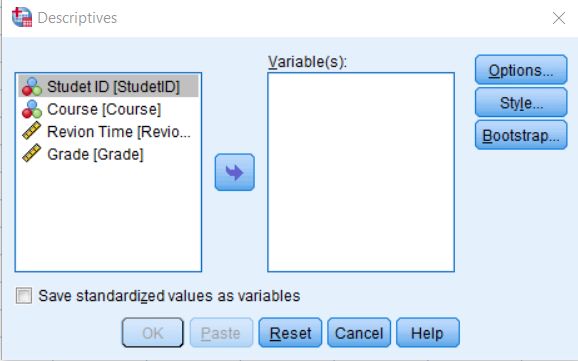 Descriptives
Variable(s):
Studet ID [StudetID]
Course [Course]
Revion Time [Revio...
Grade [Grade]
Options...
Style...
Bootstrap...
Save standardized values as variables
OK Paste Reset Cancel Help